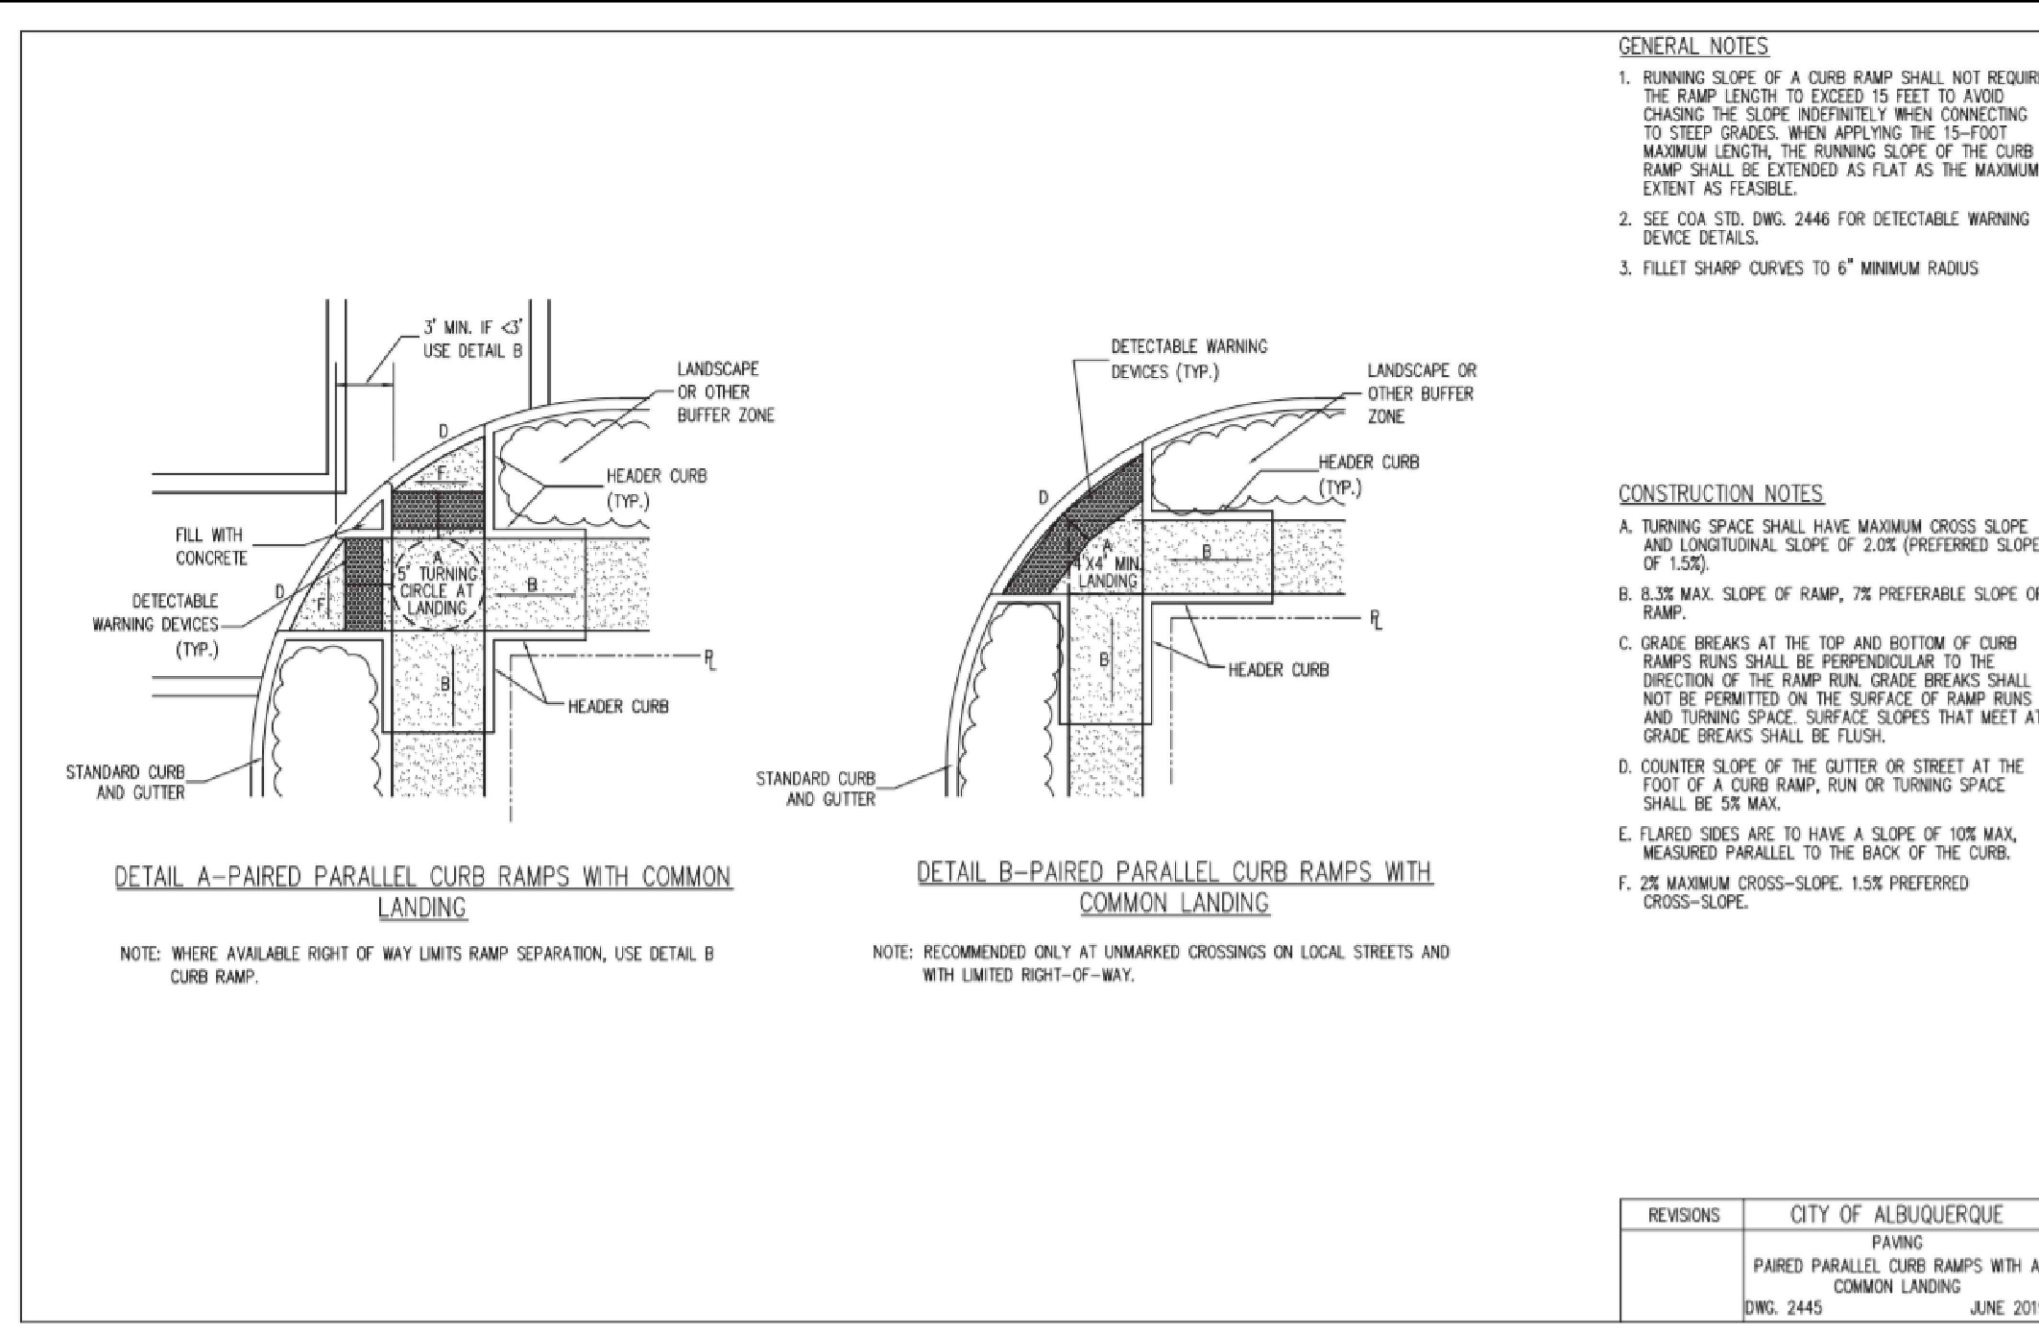 GENERAL NOTES
1. RUNNING SLOPE OF A CURB RAMP SHALL NOT REQUIR
THE RAMP LENGTH TO EXCEED 15 FEET TO AVOID
CHASING THE SLOPE INDEFINITELY WHEN CONNECTING
TO STEEP GRADES. WHEN APPLYING THE 15-FOOT
MAXIMUM LENGTH, THE RUNNING SLOPE OF THE CURB
RAMP SHALL BE EXTENDED AS FLAT AS THE MAXIMUM
EXTENT AS FEASIBLE.
2. SEE COA STD. DWG. 2446 FOR DETECTABLE WARNING
DEVICE DETAILS.
3. FILLET SHARP CURVES TO 6" MINIMUM RADIUS
3' MIN. IF <3'
USE DETAIL B
LANDSCAPE
OR OTHER
BUFFER ZONE
D
F
HEADER CURB
(TYP.)
FILL WITH
CONCRETE
A
5' TURNING
CIRCLE AT
LANDING
B
D
F
DETECTABLE
WARNING DEVICES
(TYP.)
PL
B
HEADER CURB
STANDARD CURB
AND GUTTER
DETAIL A-PAIRED PARALLEL CURB RAMPS WITH COMMON
LANDING
NOTE: WHERE AVAILABLE RIGHT OF WAY LIMITS RAMP SEPARATION, USE DETAIL B
CURB RAMP.
DETECTABLE WARNING
DEVICES (TYP.)
LANDSCAPE OR
OTHER BUFFER
ZONE
HEADER CURB
(TYP.)
D
A
4'X4' MIN.
LANDING
B
PL
B
HEADER CURB
STANDARD CURB
AND GUTTER
DETAIL B-PAIRED PARALLEL CURB RAMPS WITH
COMMON LANDING
NOTE: RECOMMENDED ONLY AT UNMARKED CROSSINGS ON LOCAL STREETS AND
WITH LIMITED RIGHT-OF-WAY.
CONSTRUCTION NOTES
A. TURNING SPACE SHALL HAVE MAXIMUM CROSS SLOPE
AND LONGITUDINAL SLOPE OF 2.0% (PREFERRED SLOPE
OF 1.5%).
B. 8.3% MAX. SLOPE OF RAMP, 7% PREFERABLE SLOPE OF
RAMP.
C. GRADE BREAKS AT THE TOP AND BOTTOM OF CURB
RAMPS RUNS SHALL BE PERPENDICULAR TO THE
DIRECTION OF THE RAMP RUN. GRADE BREAKS SHALL
NOT BE PERMITTED ON THE SURFACE OF RAMP RUNS
AND TURNING SPACE. SURFACE SLOPES THAT MEET AT
GRADE BREAKS SHALL BE FLUSH.
D. COUNTER SLOPE OF THE GUTTER OR STREET AT THE
FOOT OF A CURB RAMP, RUN OR TURNING SPACE
SHALL BE 5% MAX.
E. FLARED SIDES ARE TO HAVE A SLOPE OF 10% MAX,
MEASURED PARALLEL TO THE BACK OF THE CURB.
F. 2% MAXIMUM CROSS-SLOPE. 1.5% PREFERRED
CROSS-SLOPE.
REVISIONS
CITY OF ALBUQUERQUE
PAVING
PAIRED PARALLEL CURB RAMPS WITH A
COMMON LANDING
DWG. 2445
JUNE 201